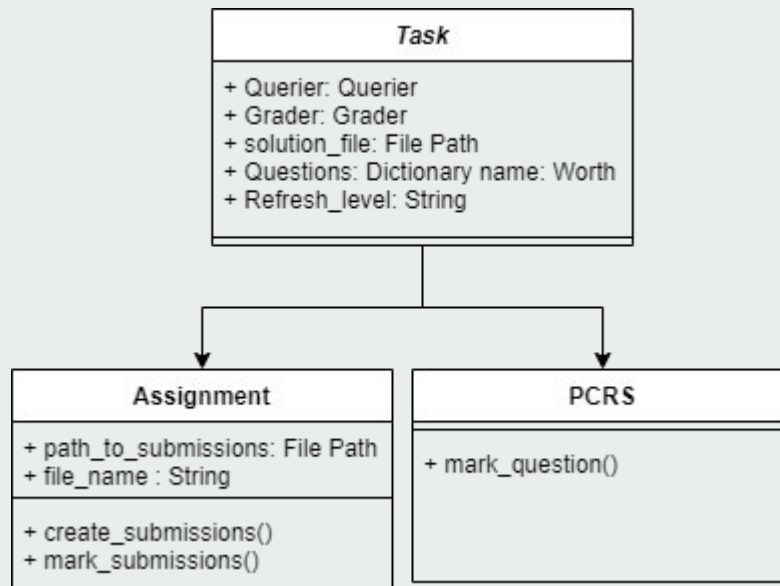 Task
+ Querier: Querier
+ Grader: Grader
+ solution_file: File Path
+ Questions: Dictionary name: Worth
+ Refresh_level: String
Assignment
+ path_to_submissions: File Path
+ file_name : String
+ create_submissions()
+ mark_submissions()
PCRS
+ mark_question()